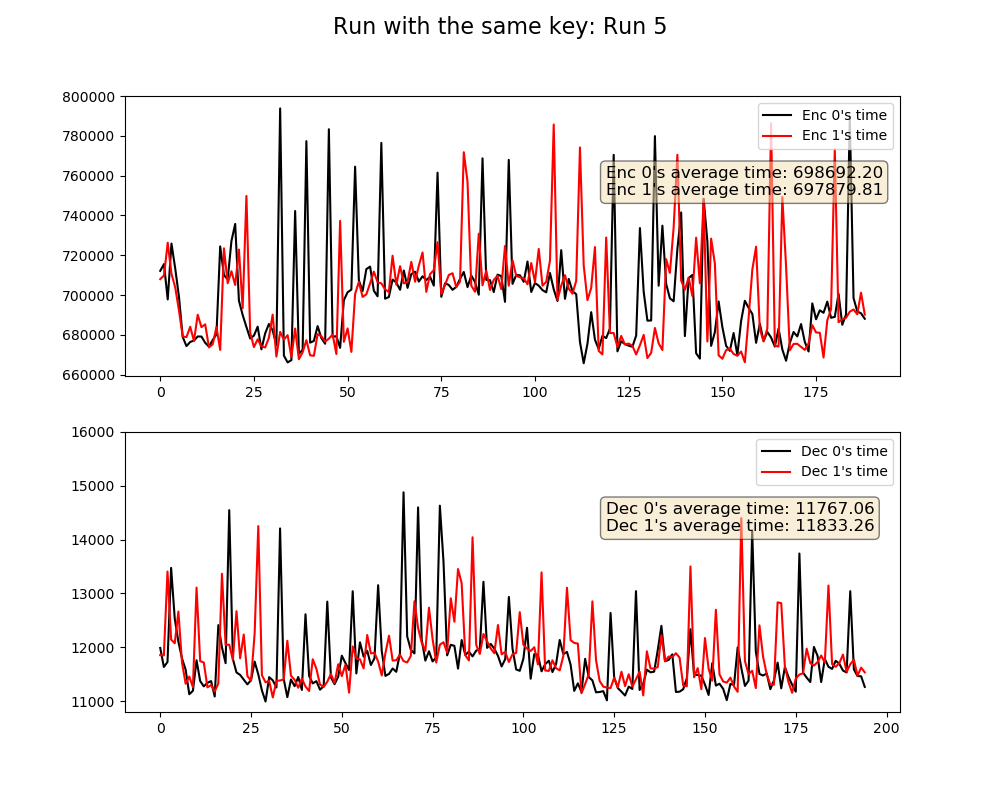 Run with the same key: Run 5
800000
780000
760000
740000
720000
700000
680000
660000
Enc 0's time
Enc 1's time
Enc 0's average time: 698692.20
Enc 1's average time: 697879.81
0 25 50 75 100 125 150 175
16000
15000
14000
13000
12000
11000
Dec 0's time
Dec 1's time
Dec 0's average time: 11767.06
Dec 1's average time: 11833.26
0 25 50 75 100 125 150 175 200